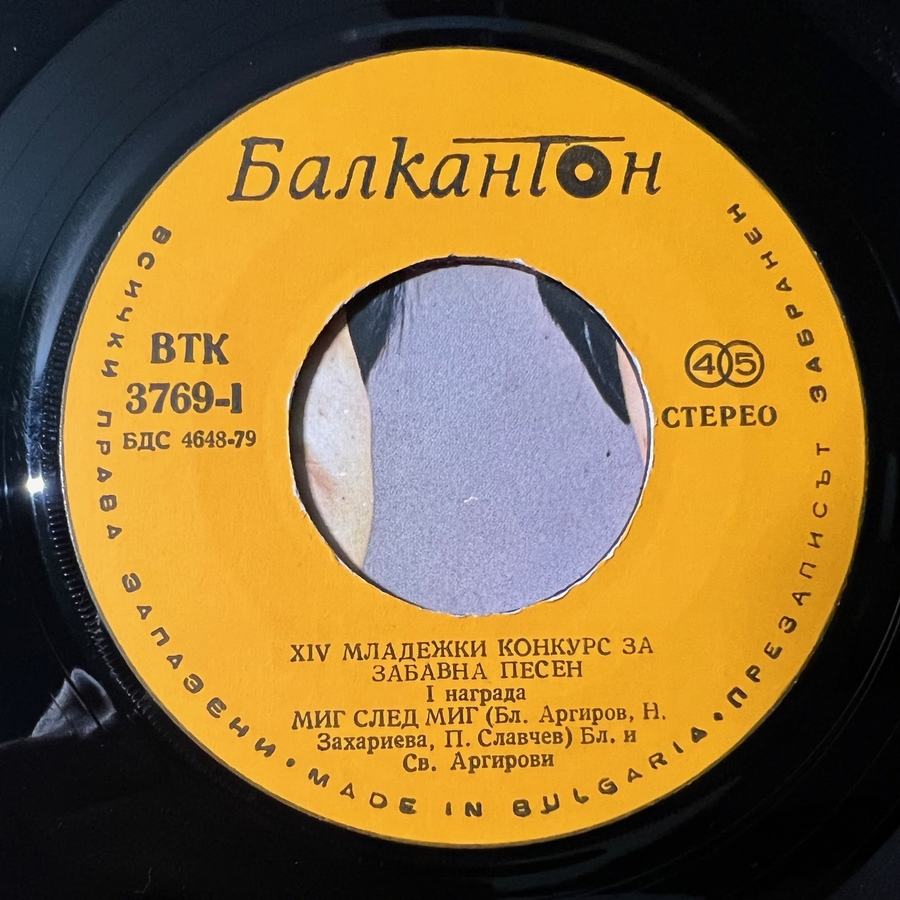 Балкантон
ВТК
3769-1
БДС 4648-79
45
СТЕРЕО
XIV МЛАДЕЖКИ КОНКУРС ЗА
ЗАБАВНА ПЕСЕН
I награда
МИГ СЛЕД МИГ (Бл. Аргиров, Н.
Захариева, П. Славчев) Бл. и
Св. Аргирови
ВСИЧКИ ПРАВА ЗАПАЗЕНИ • MADE IN BULGARIA • ПРЕЗАПИСЪТ ЗАБРАНЕН